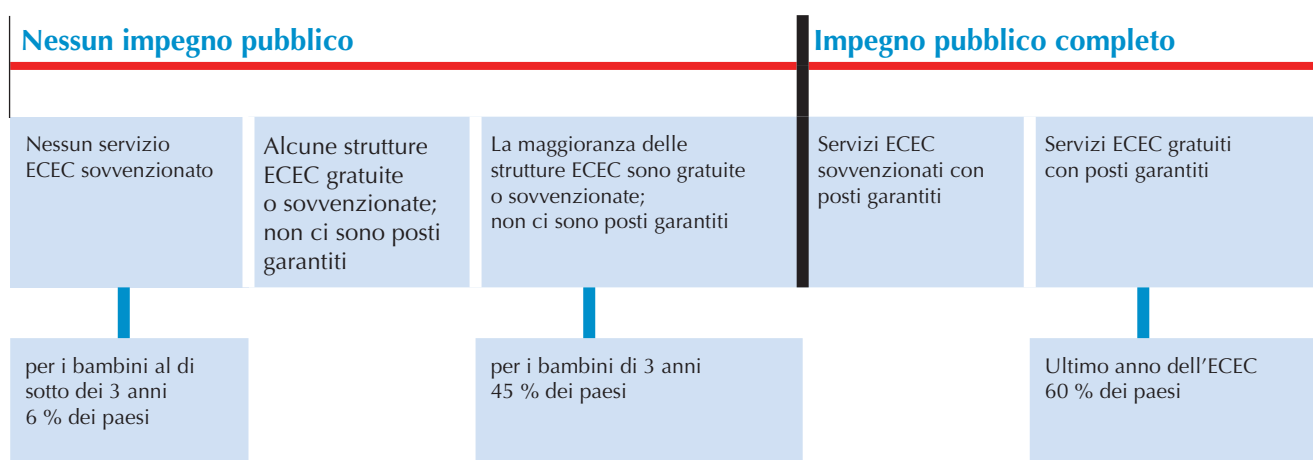 Nessun impegno pubblico
Impegno pubblico completo
Nessun servizio
ECEC sovvenzionato
Alcune strutture
ECEC gratuite
o sovvenzionate;
non ci sono posti
garantiti
La maggioranza delle
strutture ECEC sono gratuite
o sovvenzionate;
non ci sono posti garantiti
Servizi ECEC
sovvenzionati con
posti garantiti
Servizi ECEC gratuiti
con posti garantiti
per i bambini al di
sotto dei 3 anni
6 % dei paesi
per i bambini di 3 anni
45 % dei paesi
Ultimo anno dell’ECEC
60 % dei paesi